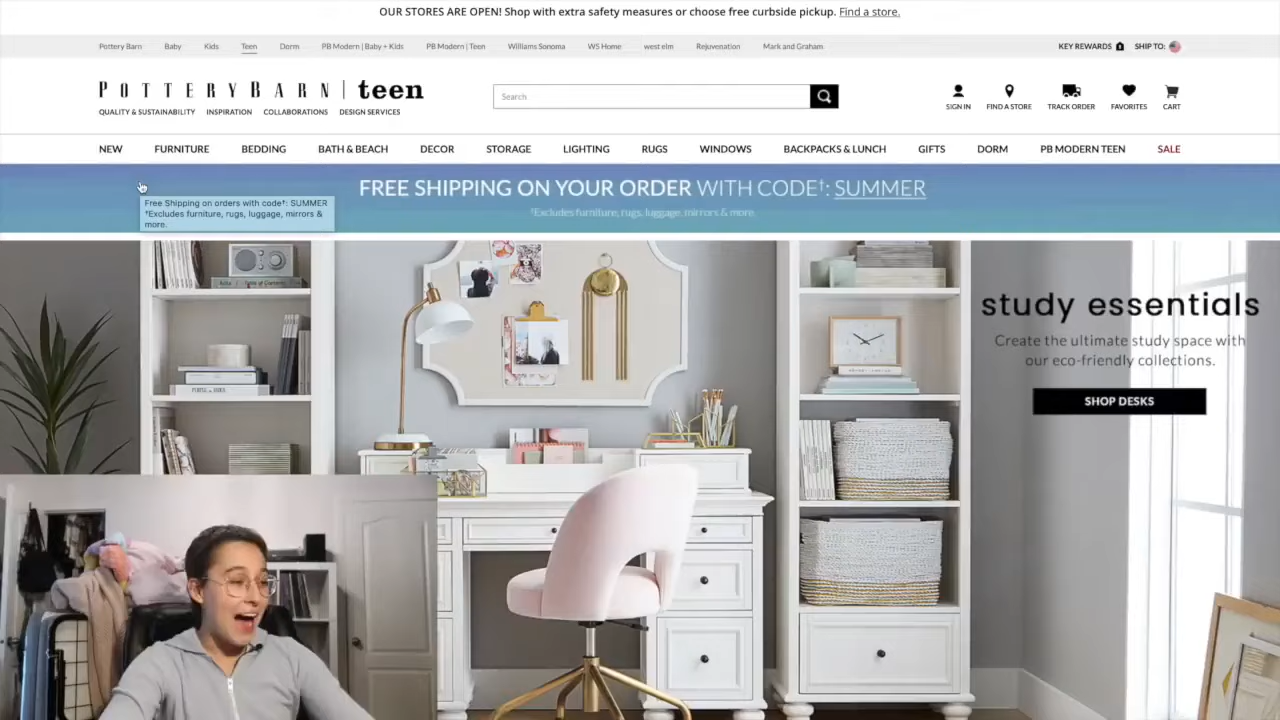 OUR STORES ARE OPEN! Shop with extra safety measures or choose free curbside pickup. Find a store.
Pottery Barn Baby Kids Teen Dorm PB Modern | Baby + Kids PB Modern | Teen Williams Sonoma WS Home west elm Rejuvenation Mark and Graham KEY REWARDS SHIP TO:
POTTERY BARN | teen
Search
QUALITY & SUSTAINABILITY INSPIRATION COLLABORATIONS DESIGN SERVICES
SIGN IN FIND A STORE TRACK ORDER FAVORITES CART
NEW FURNITURE BEDDING BATH & BEACH DECOR STORAGE LIGHTING RUGS WINDOWS BACKPACKS & LUNCH GIFTS DORM PB MODERN TEEN SALE
FREE SHIPPING ON YOUR ORDER WITH CODE†: SUMMER
†Excludes furniture, rugs, luggage, mirrors & more.
Free Shipping on orders with code†: SUMMER
†Excludes furniture, rugs, luggage, mirrors &
more.
study essentials
Create the ultimate study space with
our eco-friendly collections.
SHOP DESKS